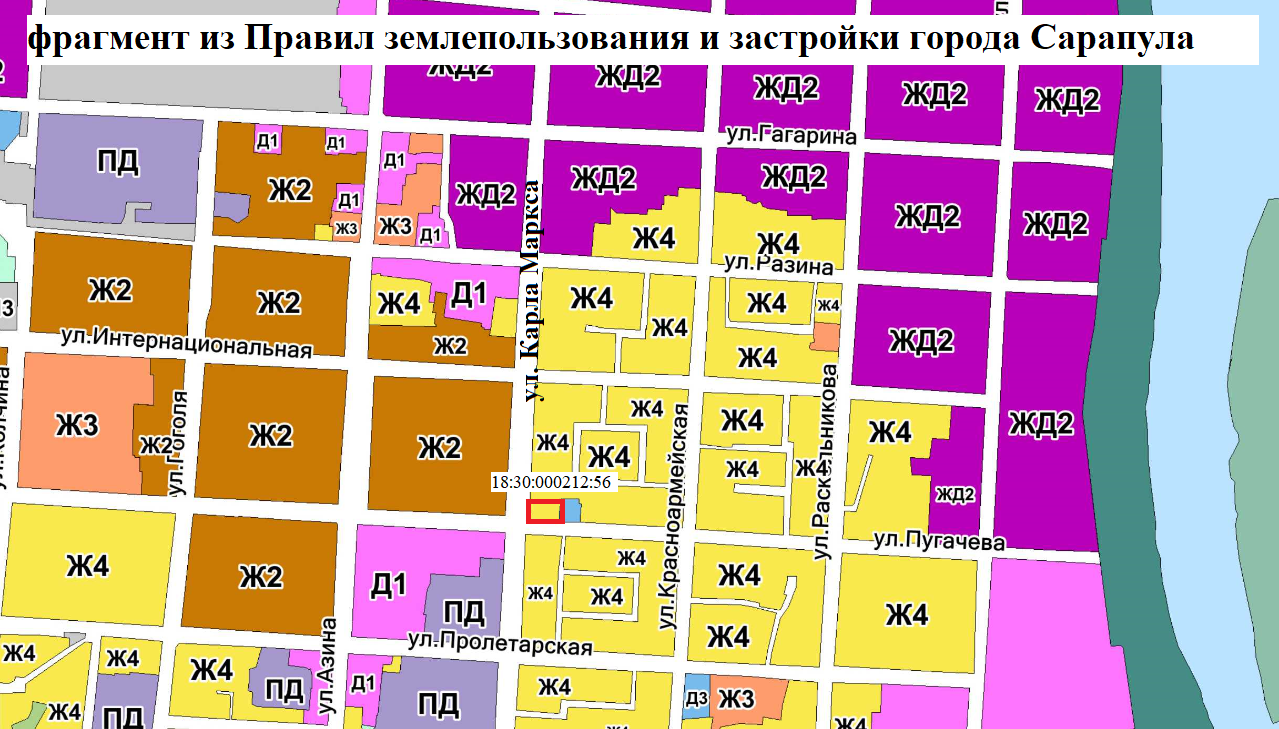 фрагмент из Правил землепользования и застройки города Сарапула
ЖД2
ЖД2
ЖД2
ЖД2
ЖД2
ул.Гагарина
ПД
Д1
Д1
Ж2
Д1
Ж3
Д1
Ж3
Д1
ЖД2
ЖД2
ЖД2
Ж4
Ж4
ЖД2
ЖД2
ул.Разина
ул. Карла Маркса
Ж2
Ж2
Ж4
Д1
Ж2
Ж4
Ж4
Ж4
Ж4
Ж4
ЖД2
ул.Интернациональная
Ж3
Ж2
ул.Гоголя
Ж2
Ж2
Ж4
Ж4
Ж4
ул.Красноармейская
Ж4
Ж4
Ж4
ул.Раскольникова
Ж4
ЖД2
ЖД2
18:30:000212:56
ул.Пугачева
Ж4
Ж2
Д1
ПД
Ж4
Ж4
Ж4
Ж4
Ж4
Ж4
ул.Пролетарская
ул.Азина
Ж4
Ж4
Ж4
Ж4
ПД
ПД
Д1
ПД
Ж4
Д3
Ж3
Ж4